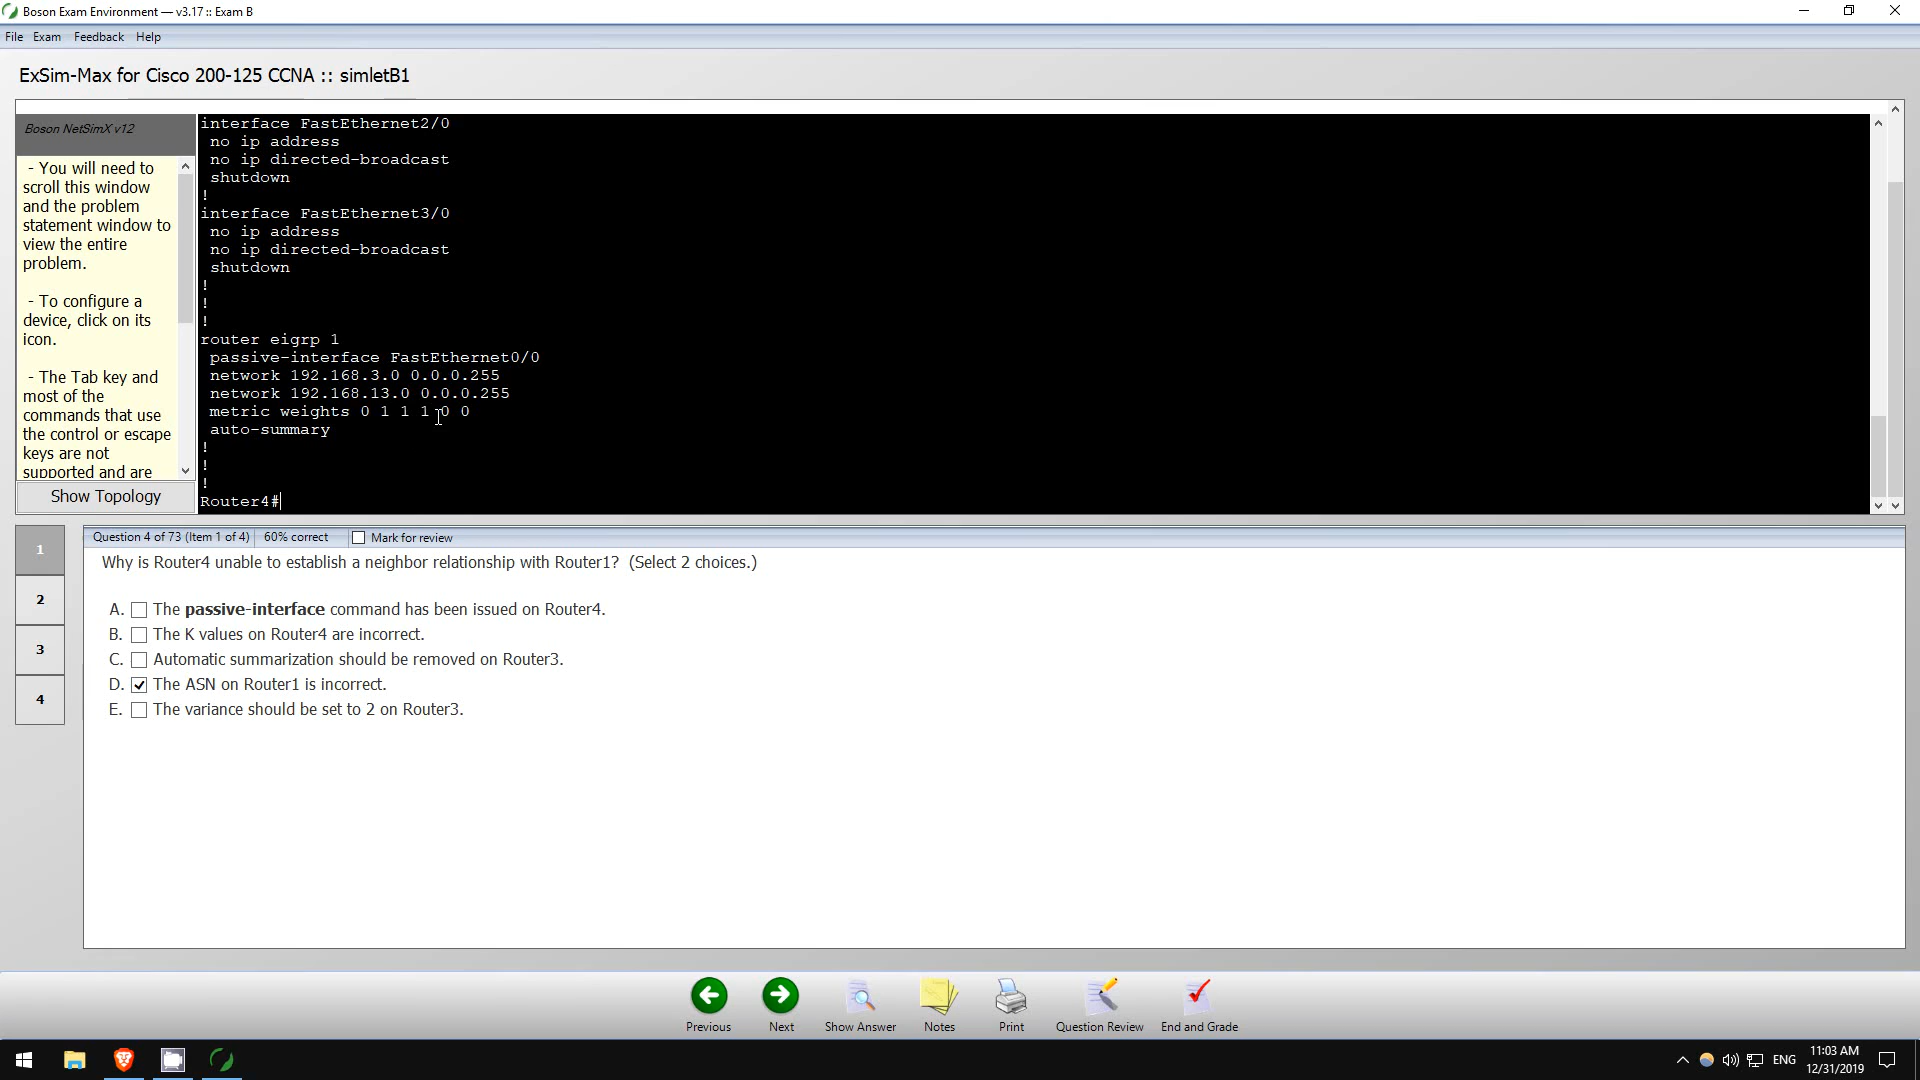 Boson Exam Environment — v3.17 :: Exam B
File Exam Feedback Help
ExSim-Max for Cisco 200-125 CCNA :: simletB1
Boson NetSimX v12
- You will need to
scroll this window
and the problem
statement window to
view the entire
problem.
- To configure a
device, click on its
icon.
- The Tab key and
most of the
commands that use
the control or escape
keys are not
supported and are
Show Topology
interface FastEthernet2/0
no ip address
no ip directed-broadcast
shutdown
!
interface FastEthernet3/0
no ip address
no ip directed-broadcast
shutdown
!
!
!
router eigrp 1
passive-interface FastEthernet0/0
network 192.168.3.0 0.0.0.255
network 192.168.13.0 0.0.0.255
metric weights 0 1 1 1 0 0
auto-summary
!
!
!
Router4#
1
2
3
4
Question 4 of 73 (Item 1 of 4) 60% correct Mark for review
Why is Router4 unable to establish a neighbor relationship with Router1? (Select 2 choices.)
A. The passive-interface command has been issued on Router4.
B. The K values on Router4 are incorrect.
C. Automatic summarization should be removed on Router3.
D. The ASN on Router1 is incorrect.
E. The variance should be set to 2 on Router3.
Previous Next Show Answer Notes Print Question Review End and Grade
ENG
11:03 AM
12/31/2019